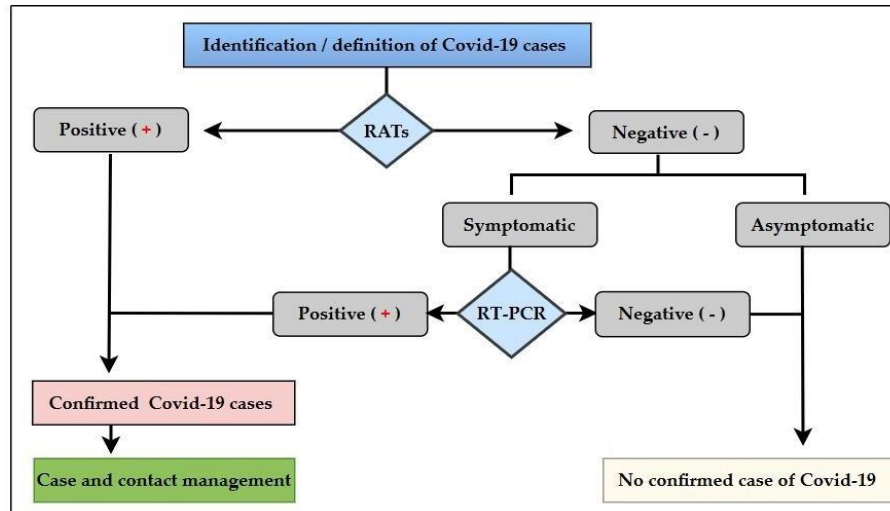 Identification / definition of Covid-19 cases
Positive ( + )
RATs
Negative ( - )
Symptomatic
Asymptomatic
Positive ( + )
RT-PCR
Negative ( - )
Confirmed Covid-19 cases
Case and contact management
No confirmed case of Covid-19